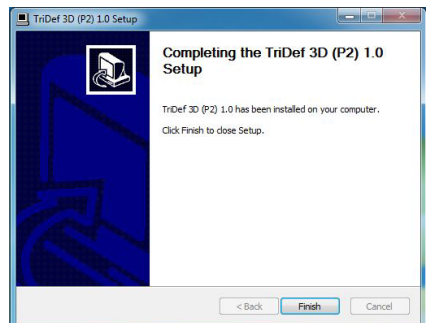 TriDef 3D (P2) 1.0 Setup
Completing the TriDef 3D (P2) 1.0
Setup
TriDef 3D (P2) 1.0 has been installed on your computer.
Click Finish to close Setup.
< Back
Finish
Cancel